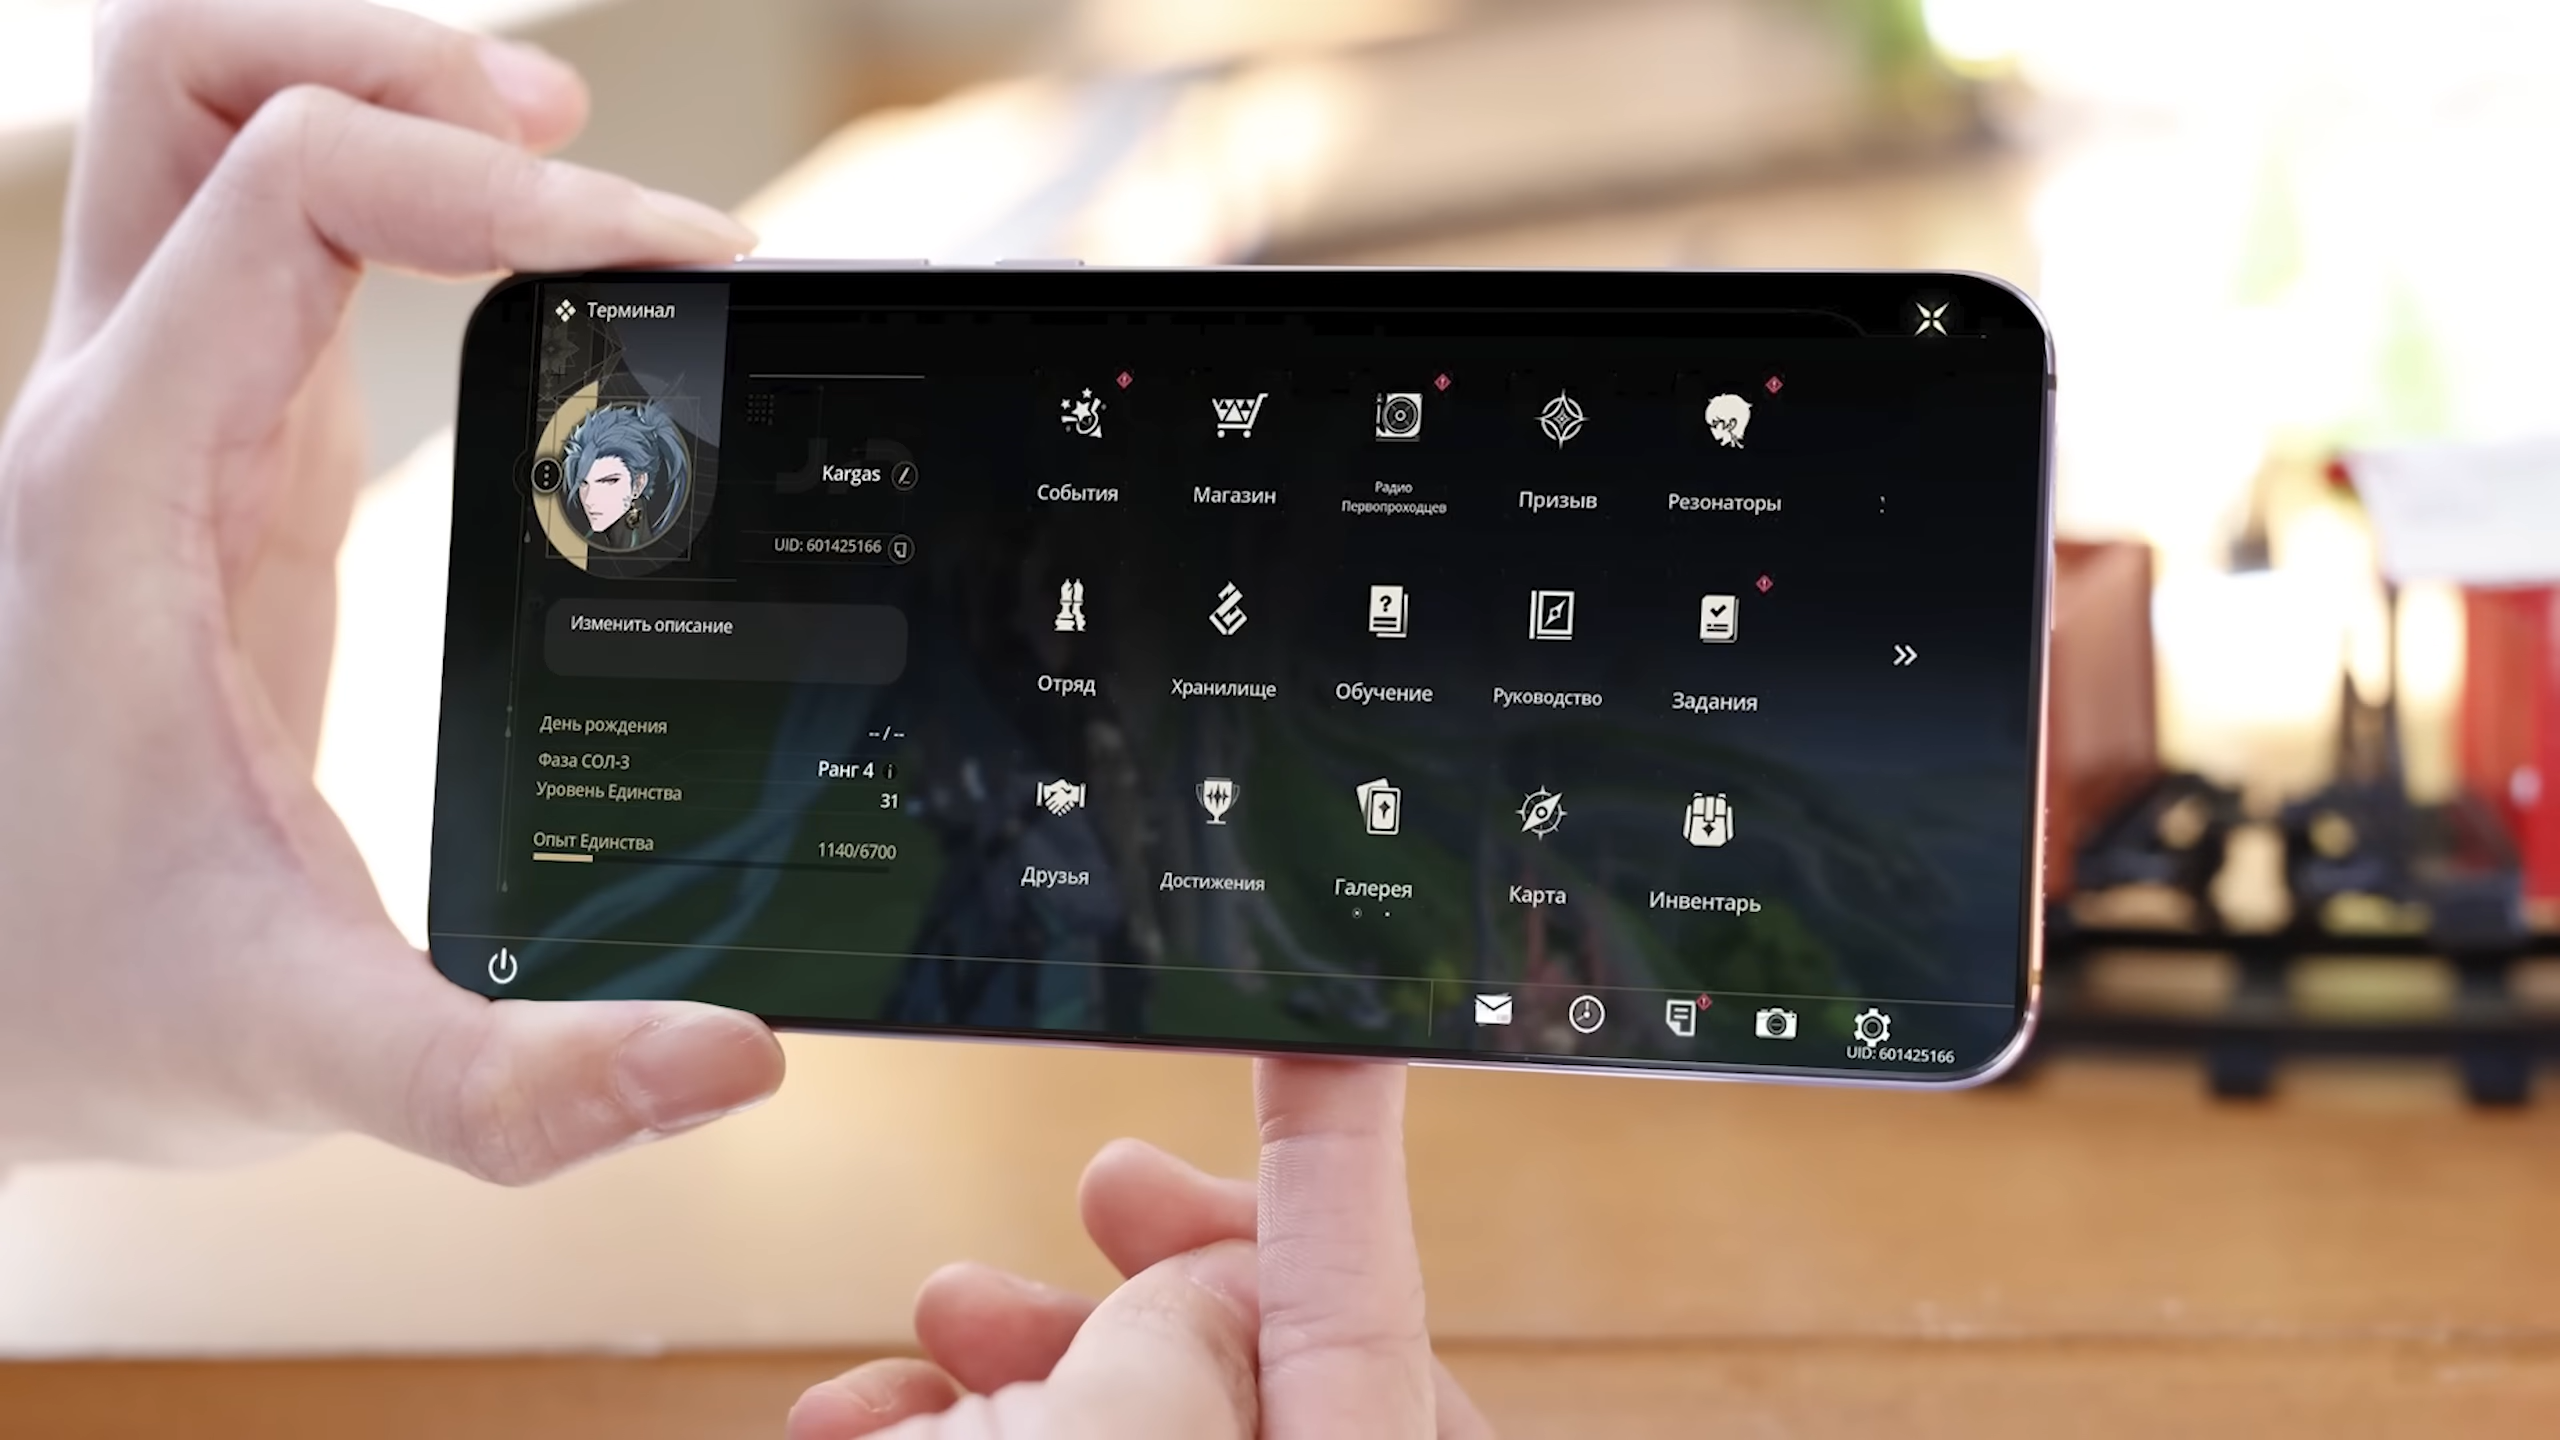 Терминал
Kargas
UID: 601425166
Изменить описание
День рождения -- / --
Фаза СОЛ-3 Ранг 4
Уровень Единства 31
Опыт Единства 1140/6700
События
Магазин
Радио
Первопроходцев
Призыв
Резонаторы
Отряд
Хранилище
Обучение
Руководство
Задания
Друзья
Достижения
Галерея
Карта
Инвентарь
UID: 601425166